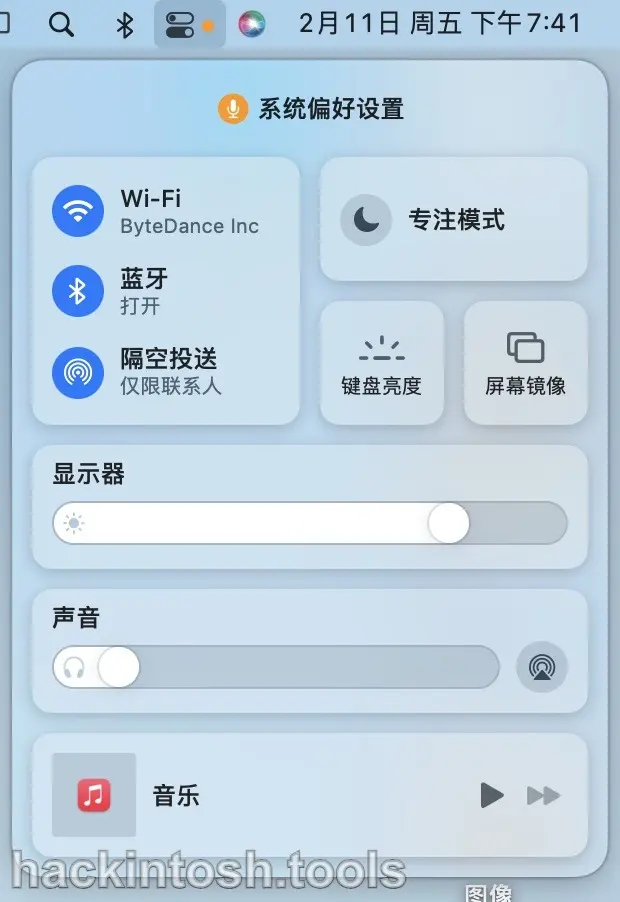 2月11日 周五 下午7:41
系统偏好设置
Wi-Fi
ByteDance Inc
专注模式
蓝牙
打开
隔空投送
仅限联系人
键盘亮度
屏幕镜像
显示器
声音
音乐
hackintosh.tools
图像